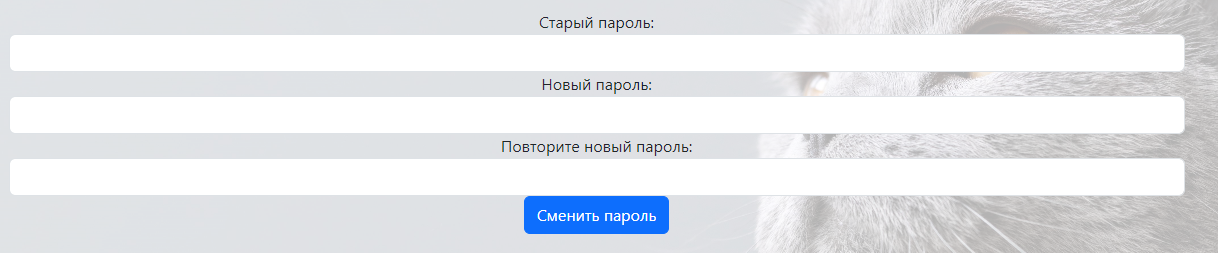 Старый пароль:
Новый пароль:
Повторите новый пароль:
Сменить пароль